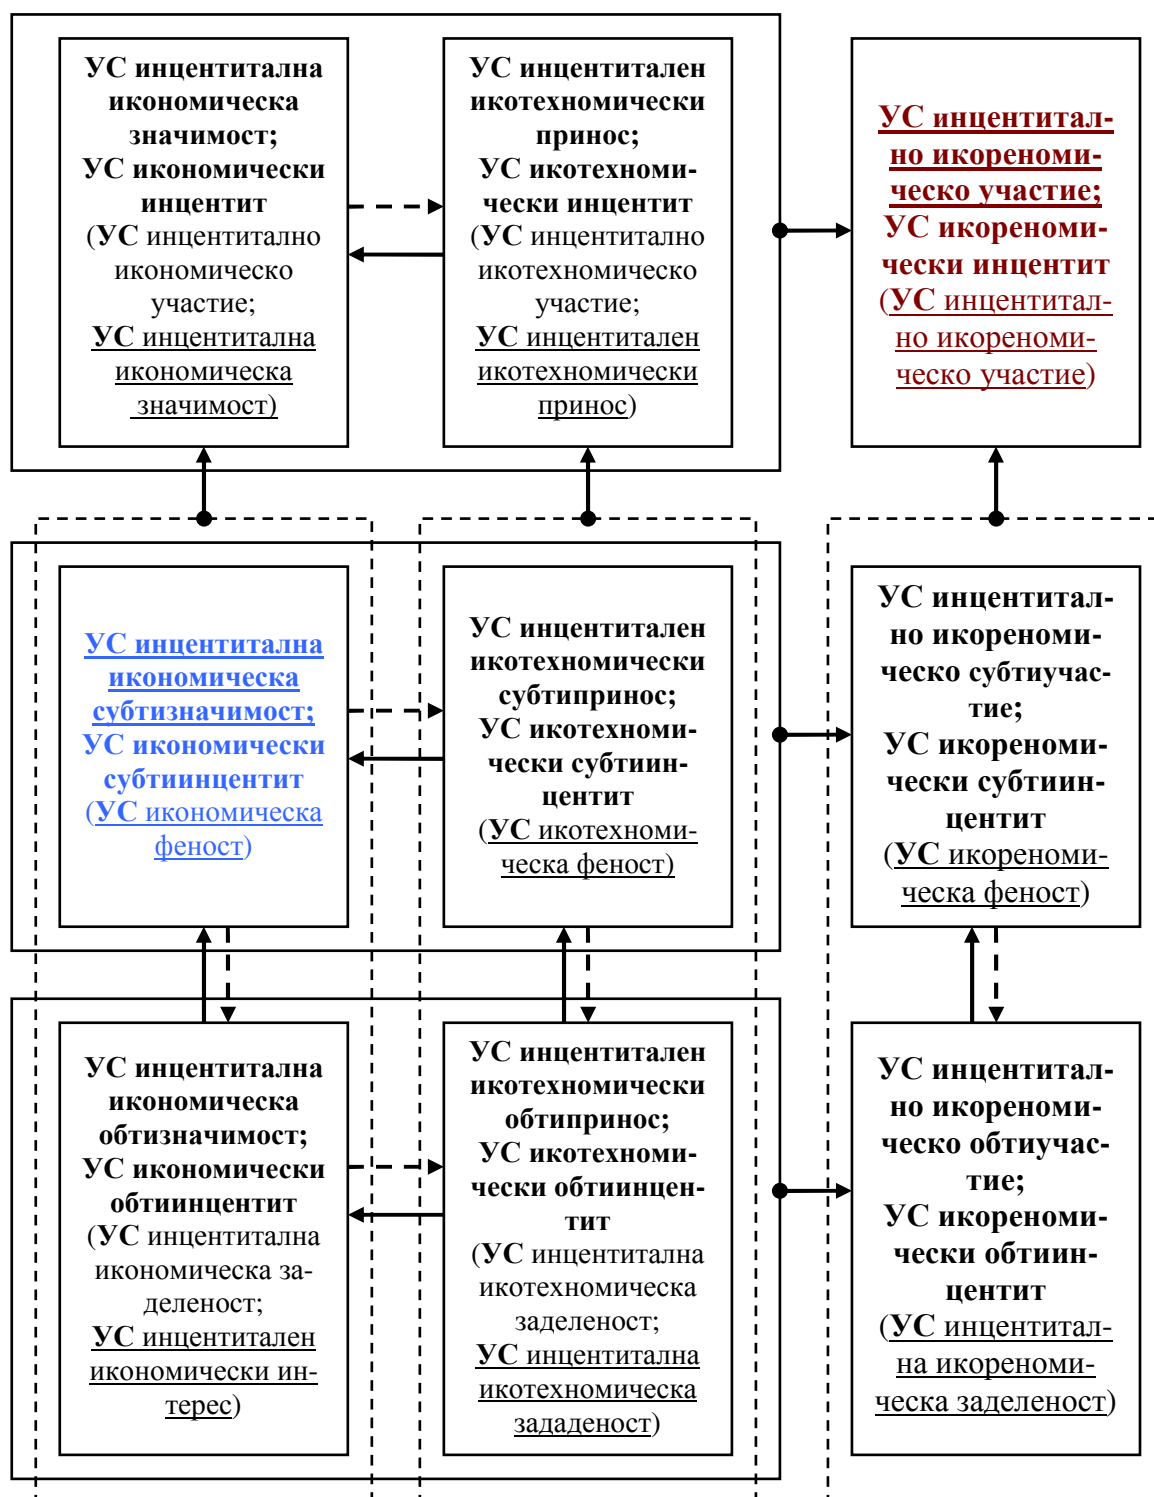 УС инцентитална
икономическа
значимост;
УС икономически
инцентит
(УС инцентитално
икономическо
участие;
УС инцентитална
икономическа
значимост)
УС инцентитален
икотехномически
принос;
УС икотехноми-
чески инцентит
(УС инцентитално
икотехномическо
участие;
УС инцентитален
икотехномически
принос)
УС инцентитал-
но икореноми-
ческо участие;
УС икореноми-
чески инцентит
(УС инцентитал-
но икореноми-
ческо участие)
УС инцентитална
икономическа
субтизначимост;
УС икономически
субтиинцентит
(УС икономическа
феност)
УС инцентитален
икотехномически
субтипринос;
УС икотехноми-
чески субтиин-
центит
(УС икотехноми-
ческа феност)
УС инцентитал-
но икореноми-
ческо субтиучас-
тие;
УС икореноми-
чески субтиин-
центит
(УС икореноми-
ческа феност)
УС инцентитална
икономическа
обтизначимост;
УС икономически
обтиинцентит
(УС инцентитална
икономическа за-
деленост;
УС инцентитален
икономически ин-
терес)
УС инцентитален
икотехномически
обтипринос;
УС икотехноми-
чески обтиинцен-
тит
(УС инцентитална
икотехномическа
заделеност;
УС инцентитална
икотехномическа
зададеност)
УС инцентитал-
но икореноми-
ческо обтиучас-
тие;
УС икореноми-
чески обтиин-
центит
(УС инцентитал-
на икореноми-
ческа заделеност)